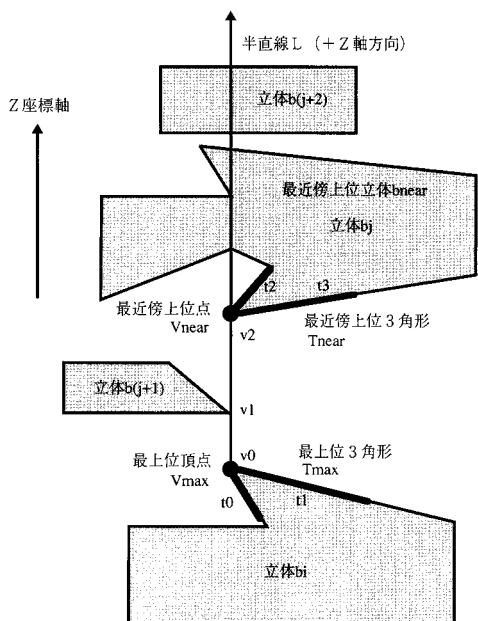 半直線L（＋Z軸方向）
Z座標軸
立体b(j+2)
最近傍上位立体bnear
立体bj
t2
t3
最近傍上位点
Vnear
v2
最近傍上位３角形
Tnear
立体b(j+1)
v1
最上位頂点
Vmax
v0
最上位３角形
Tmax
t0
t1
立体bi